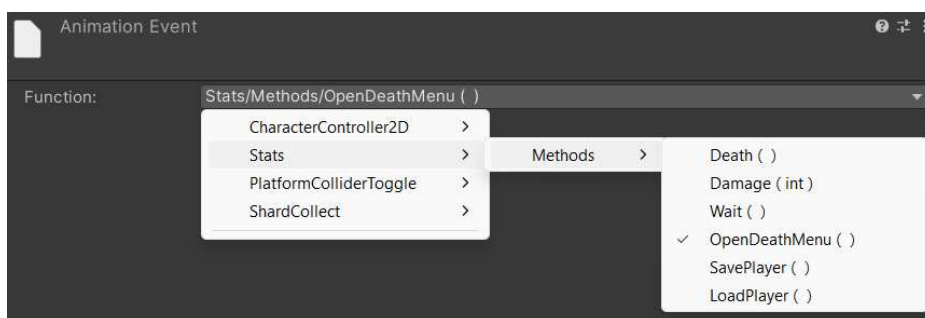 Animation Event
Function:
Stats/Methods/OpenDeathMenu ( )
CharacterController2D
Stats
PlatformColliderToggle
ShardCollect
Methods
Death ( )
Damage ( int )
Wait ( )
OpenDeathMenu ( )
SavePlayer ( )
LoadPlayer ( )